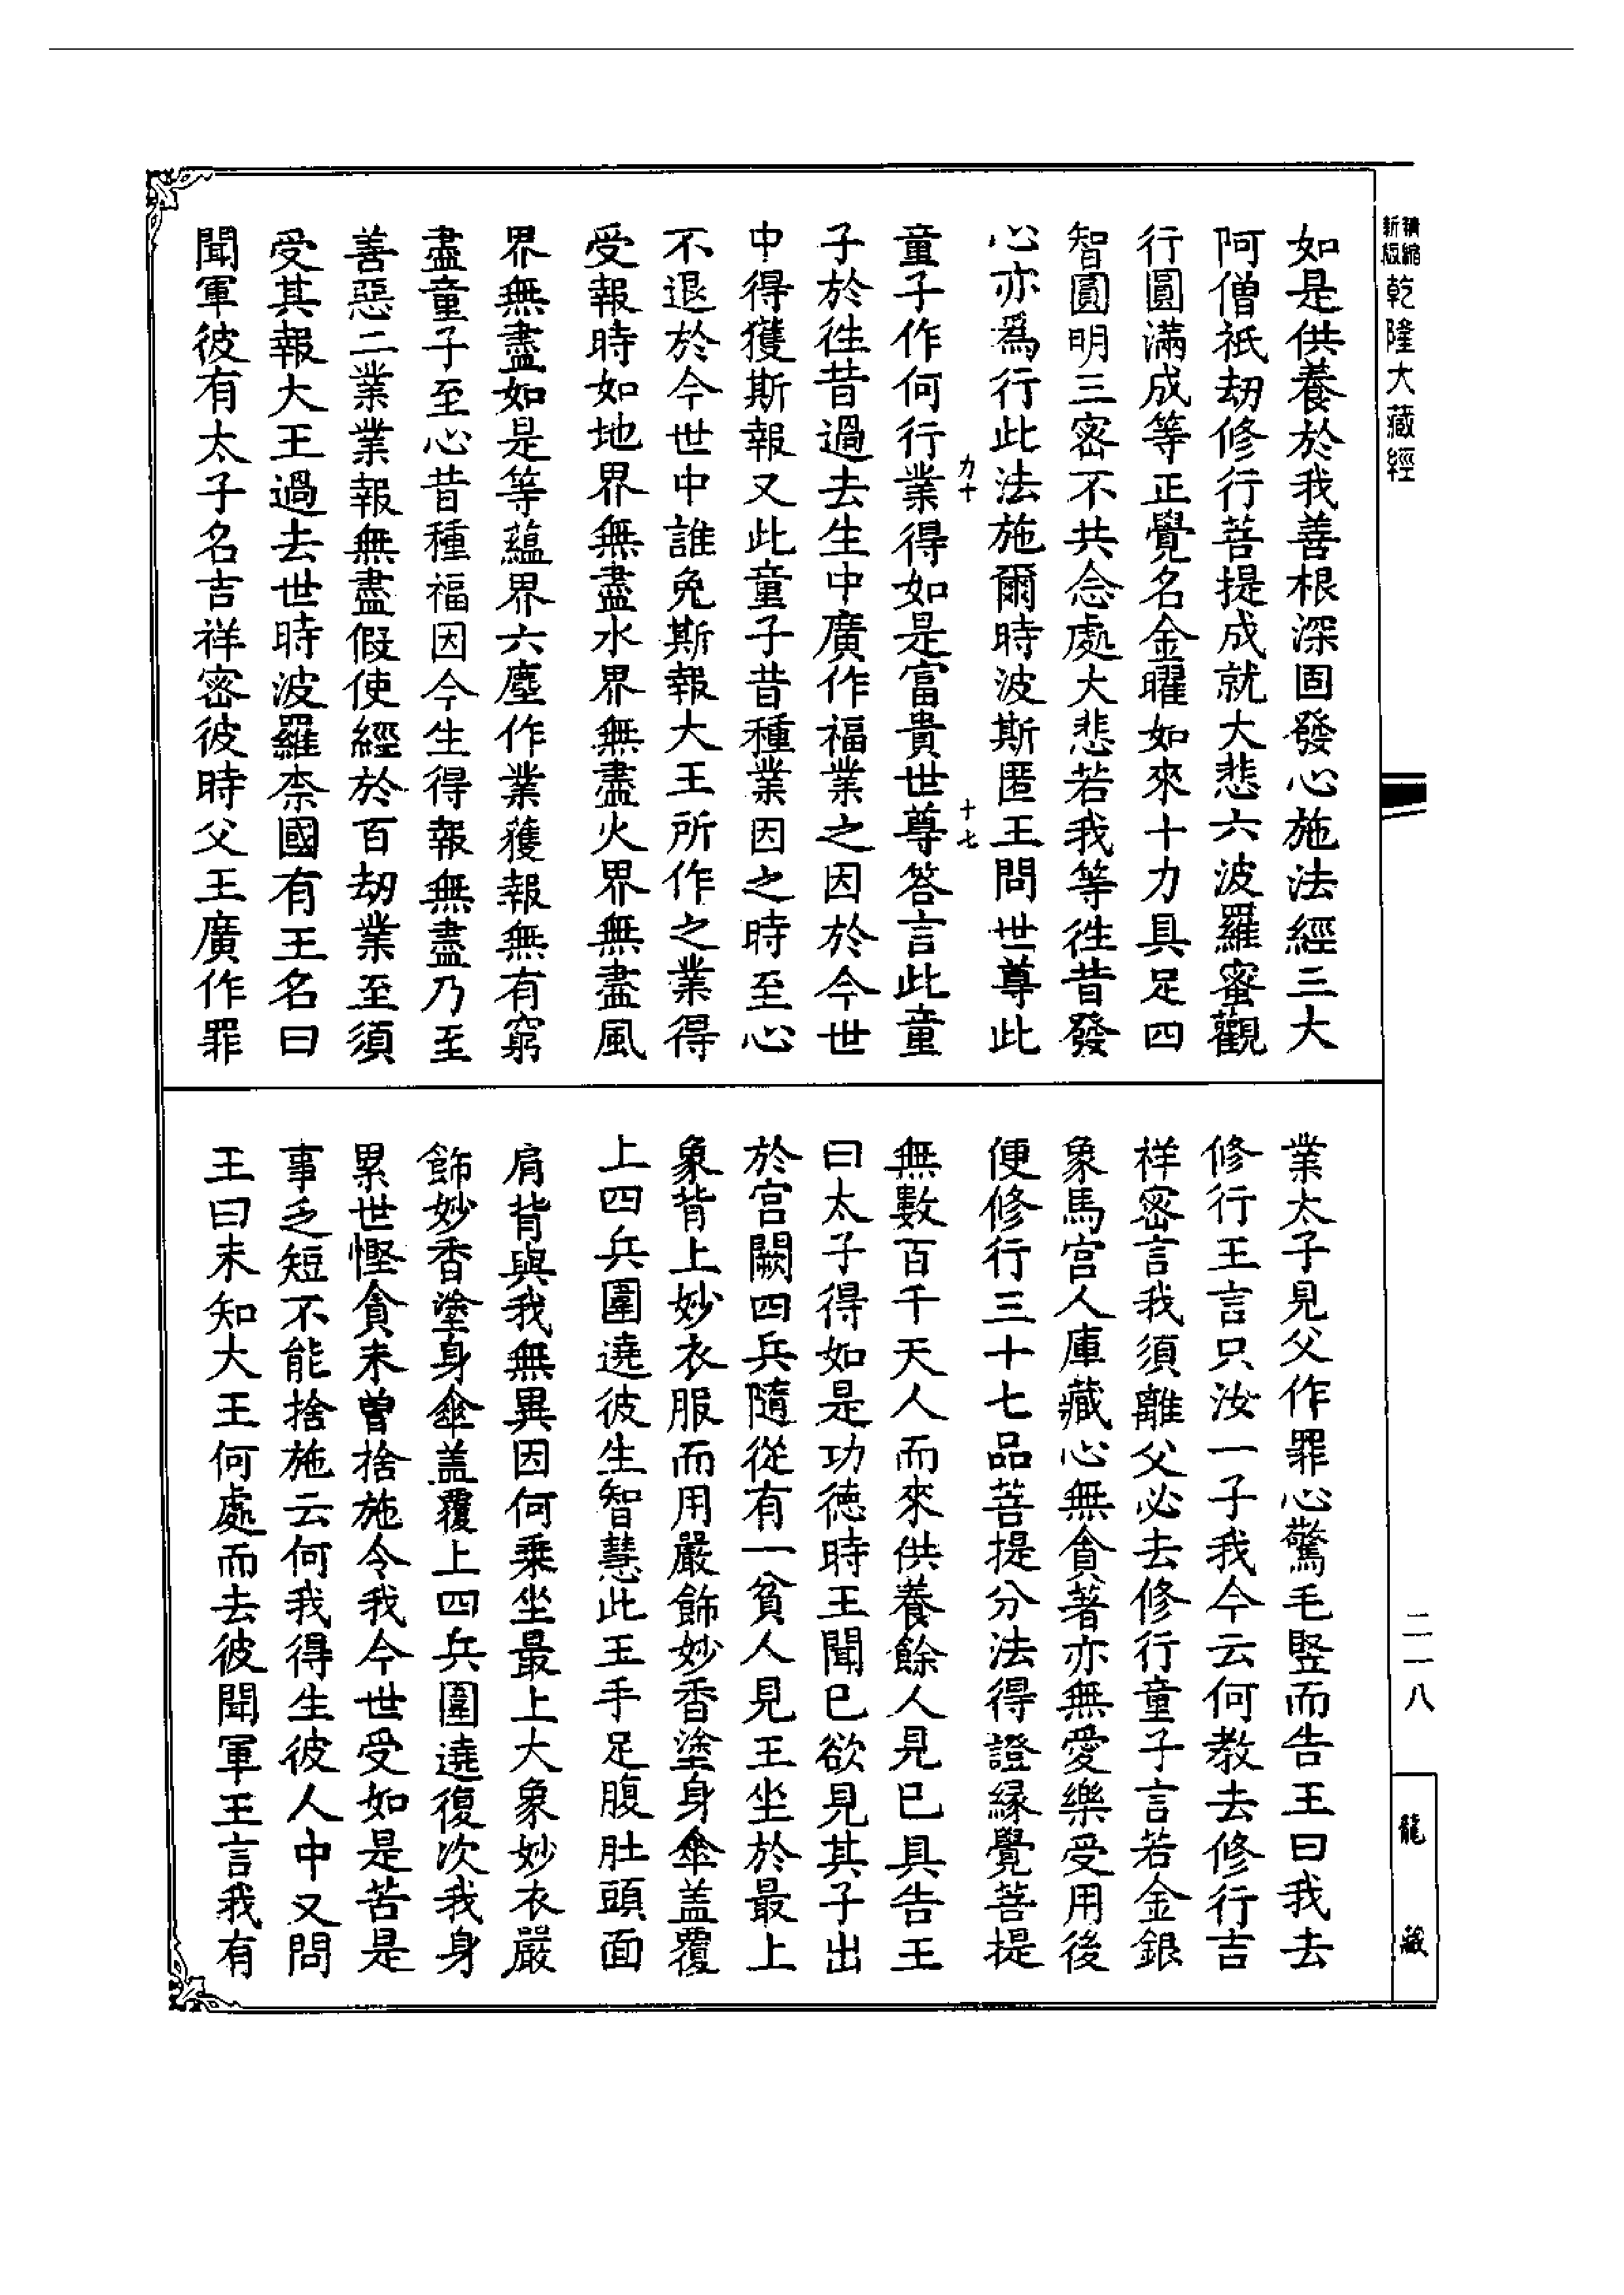 精縮新版乾隆大藏經
如是供養於我善根深固發心施法經三大
阿僧祇劫修行菩提成就大悲六波羅蜜觀
行圓滿成等正覺名金曜如來十力具足四
智圓明三密不共念處大悲若我等徃昔發
心亦爲行此法施爾時波斯匿王問世尊此
力十
十七
童子作何行業得如是富貴世尊答言此童
子於徃昔過去生中廣作福業之因於今世
中得獲斯報又此童子昔種業因之時至心
不退於今世中誰免斯報大王所作之業得
受報時如地界無盡水界無盡火界無盡風
界無盡如是等蘊界六塵作業獲報無有窮
盡童子至心昔種福因今生得報無盡乃至
善惡二業業報無盡假使經於百劫業至須
受其報大王過去世時波羅柰國有王名曰
聞軍彼有太子名吉祥密彼時父王廣作罪
業太子見父作罪心驚毛竪而告王曰我去
修行王言只汝一子我今云何教去修行吉
祥密言我須離父必去修行童子言若金銀
象馬宮人庫藏心無貪著亦無愛樂受用後
便修行三十七品菩提分法得證緣覺菩提
無數百千天人而來供養餘人見已具告王
曰太子得如是功德時王聞已欲見其子出
於宮闕四兵隨從有一貧人見王坐於最上
象背上妙衣服而用嚴飾妙香塗身傘盖覆
上四兵圍遶彼生智慧此王手足腹肚頭面
肩背與我無異因何乘坐最上大象妙衣嚴
飾妙香塗身傘盖覆上四兵圍遶復次我身
累世慳貪未曾捨施令我今世受如是苦是
事乏短不能捨施云何我得生彼人中又問
王曰未知大王何處而去彼聞軍王言我有
二一八
龍藏